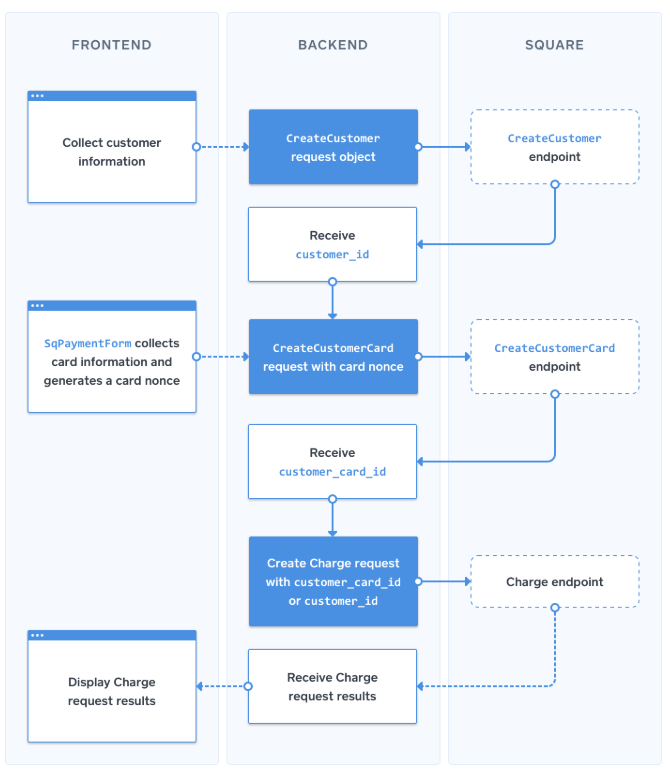 FRONTEND
BACKEND
SQUARE
Collect customer
information
CreateCustomer
request object
CreateCustomer
endpoint
Receive
customer_id
SqPaymentForm collects
card information and
generates a card nonce
CreateCustomerCard
request with card nonce
CreateCustomerCard
endpoint
Receive
customer_card_id
Create Charge request
with customer_card_id
or customer_id
Charge endpoint
Display Charge
request results
Receive Charge
request results